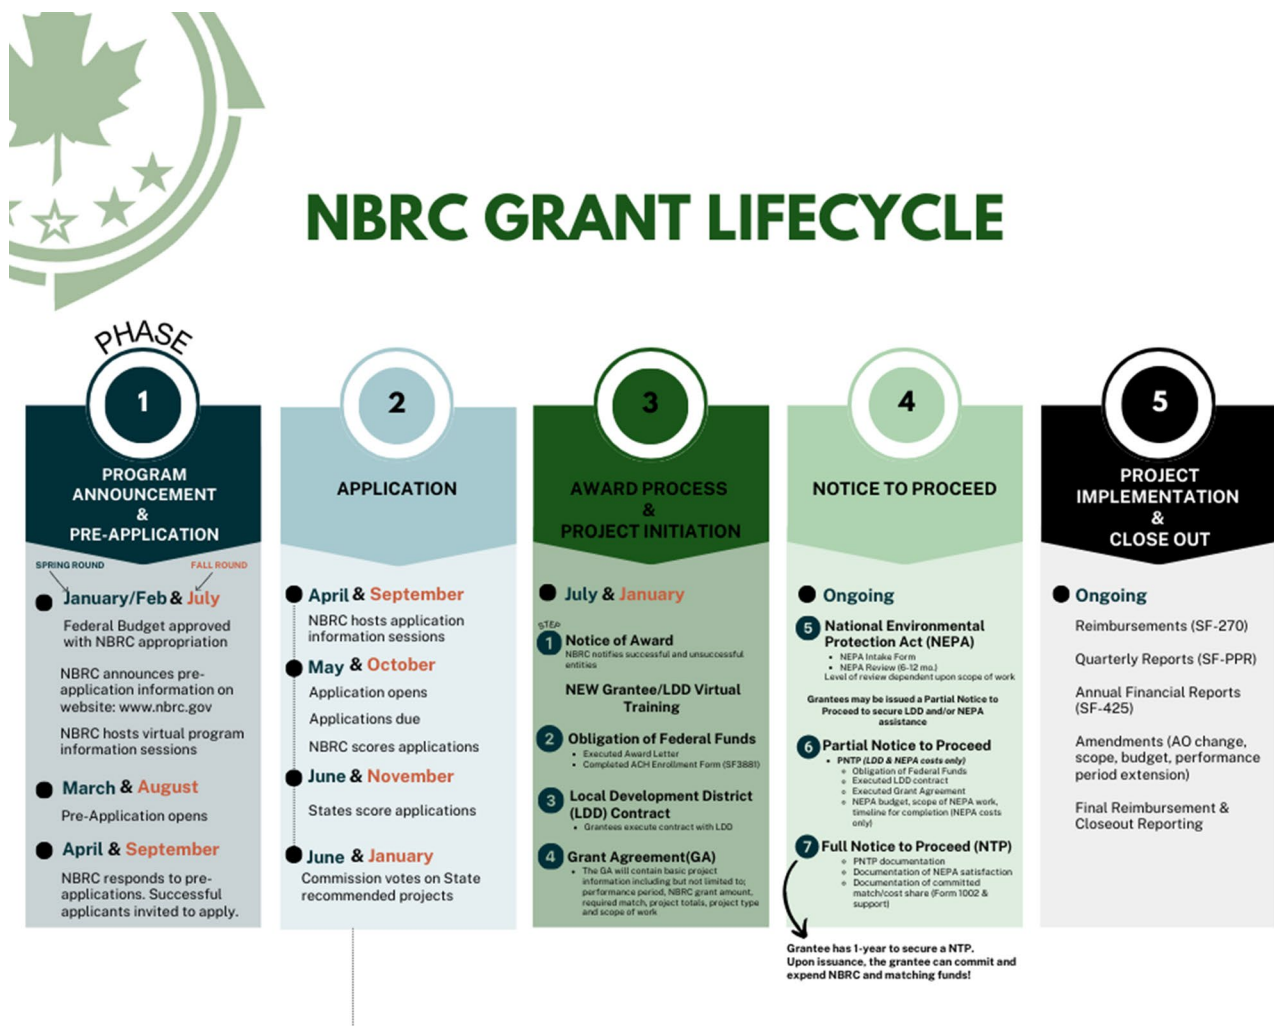 NBRC GRANT LIFECYCLE
PHASE
1
PROGRAM
ANNOUNCEMENT
&
PRE-APPLICATION
SPRING ROUND
FALL ROUND
January/Feb & July
Federal Budget approved
with NBRC appropriation
NBRC announces pre-
application information on
website: www.nbrc.gov
NBRC hosts virtual program
information sessions
March & August
Pre-Application opens
April & September
NBRC responds to pre-
applications. Successful
applicants invited to apply.
2
APPLICATION
April & September
NBRC hosts application
information sessions
May & October
Application opens
Applications due
NBRC scores applications
June & November
States score applications
June & January
Commission votes on State
recommended projects
3
AWARD PROCESS
&
PROJECT INITIATION
July & January
STEP
1 Notice of Award
NBRC notifies successful and unsuccessful
entities
NEW Grantee/LDD Virtual
Training
2 Obligation of Federal Funds
• Executed Award Letter
• Completed ACH Enrollment Form (SF3881)
3 Local Development District
(LDD) Contract
• Grantees execute contract with LDD
4 Grant Agreement(GA)
• The GA will contain basic project
information including but not limited to;
performance period, NBRC grant amount,
required match, project totals, project type
and scope of work
4
NOTICE TO PROCEED
Ongoing
5 National Environmental
Protection Act (NEPA)
• NEPA Intake Form
• NEPA Review (6-12 mo.)
Level of review dependent upon scope of work
Grantees may be issued a Partial Notice to
Proceed to secure LDD and/or NEPA
assistance
6 Partial Notice to Proceed
• PNTP (LDD & NEPA costs only)
○ Obligation of Federal Funds
○ Executed LDD contract
○ Executed Grant Agreement
○ NEPA budget, scope of NEPA work,
timeline for completion (NEPA costs
only)
7 Full Notice to Proceed (NTP)
○ PNTP documentation
○ Documentation of NEPA satisfaction
○ Documentation of committed
match/cost share (Form 1002 &
support)
Grantee has 1-year to secure a NTP.
Upon issuance, the grantee can commit and
expend NBRC and matching funds!
5
PROJECT
IMPLEMENTATION
&
CLOSE OUT
Ongoing
Reimbursements (SF-270)
Quarterly Reports (SF-PPR)
Annual Financial Reports
(SF-425)
Amendments (AO change,
scope, budget, performance
period extension)
Final Reimbursement &
Closeout Reporting